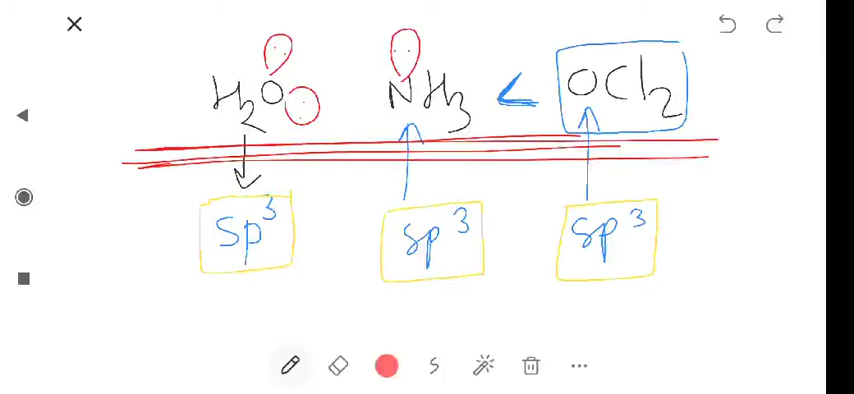 H₂O NH₃ < OCl₂
Sp³ Sp³ Sp³